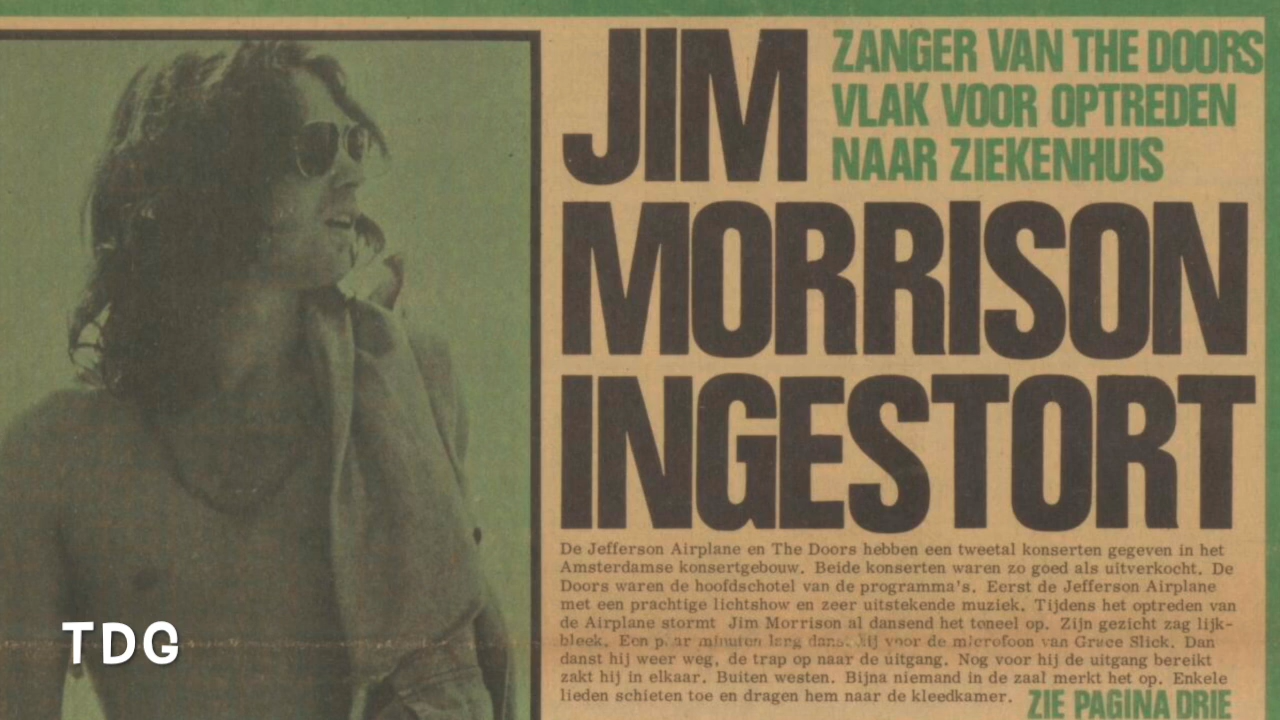 JIM
ZANGER VAN THE DOORS
VLAK VOOR OPTREDEN
NAAR ZIEKENHUIS
MORRISON
INGESTORT
De Jefferson Airplane en The Doors hebben een tweetal konserten gegeven in het
Amsterdamse konsertgebouw. Beide konserten waren zo goed als uitverkocht. De
Doors waren de hoofdschotel van de programma's. Eerst de Jefferson Airplane
met een prachtige lichtshow en zeer uitstekende muziek. Tijdens het optreden van
de Airplane stormt Jim Morrison al dansend het toneel op. Zijn gezicht zag lijk-
bleek. Een paar minuten lang danst hij voor de microfoon van Grace Slick. Dan
danst hij weer weg, de trap op naar de uitgang. Nog voor hij de uitgang bereikt
zakt hij in elkaar. Buiten westen. Bijna niemand in de zaal merkt het op. Enkele
lieden schieten toe en dragen hem naar de kleedkamer.
ZIE PAGINA DRIE
TDG